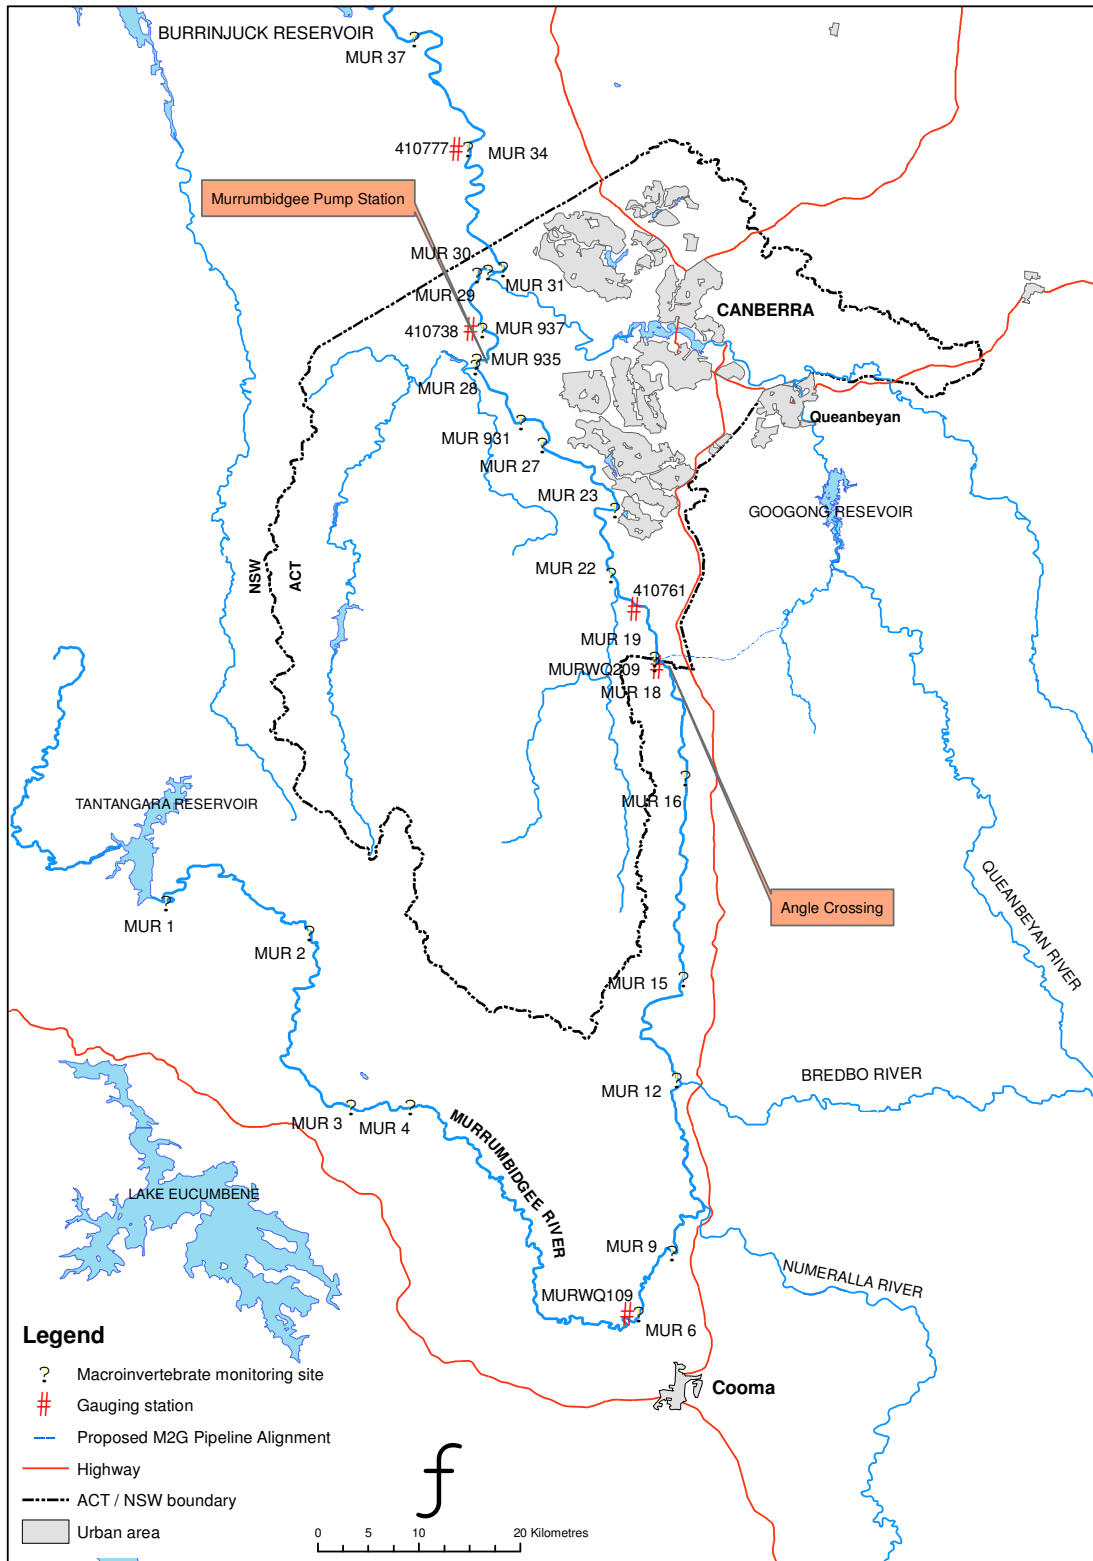 BURRINJUCK RESERVOIR
MUR 37
410777
MUR 34
Murrumbidgee Pump Station
MUR 30
MUR 29
MUR 31
CANBERRA
410738
MUR 937
MUR 935
MUR 28
Queanbeyan
MUR 931
MUR 27
MUR 23
GOOGONG RESEVOIR
NSW
ACT
MUR 22
410761
MUR 19
MURWQ209
MUR 18
TANTANGARA RESERVOIR
MUR 16
QUEANBEYAN RIVER
Angle Crossing
MUR 1
MUR 2
MUR 15
BREDBO RIVER
MUR 12
MUR 3
MUR 4
MURRUMBIDGEE RIVER
LAKE EUCUMBENE
MUR 9
NUMERALLA RIVER
MURWQ109
MUR 6
Cooma
Legend
? Macroinvertebrate monitoring site
# Gauging station
Proposed M2G Pipeline Alignment
Highway
ACT / NSW boundary
Urban area
0 5 10 20 Kilometres